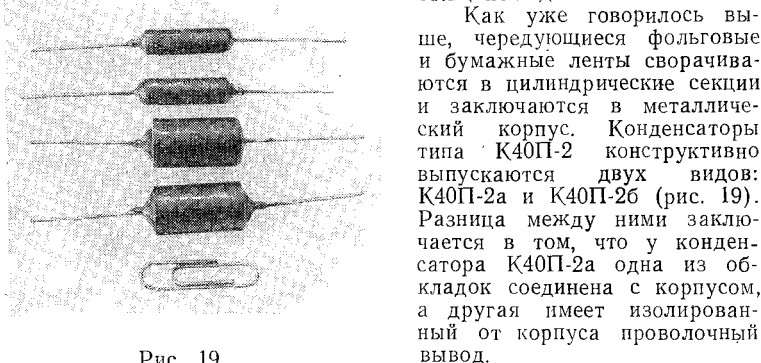 Как уже говорилось вы-
ше, чередующиеся фольговые
и бумажные ленты сворачива-
ются в цилиндрические секции
и заключаются в металличе-
ский корпус. Конденсаторы
типа К40П-2 конструктивно
выпускаются двух видов:
К40П-2а и К40П-2б (рис. 19).
Разница между ними заклю-
чается в том, что у конден-
сатора К40П-2а одна из об-
кладок соединена с корпусом,
а другая имеет изолирован-
ный от корпуса проволочный
вывод.
Рис. 19